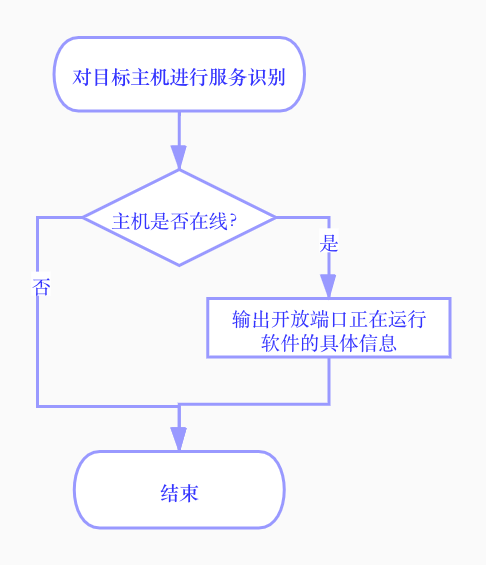 对目标主机进行服务识别
主机是否在线?
是
否
输出开放端口正在运行
软件的具体信息
结束